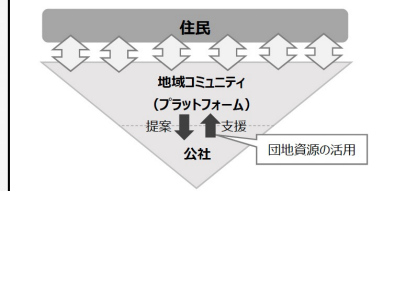 住民
地域コミュニティ
（プラットフォーム）
提案 支援
公社
団地資源の活用